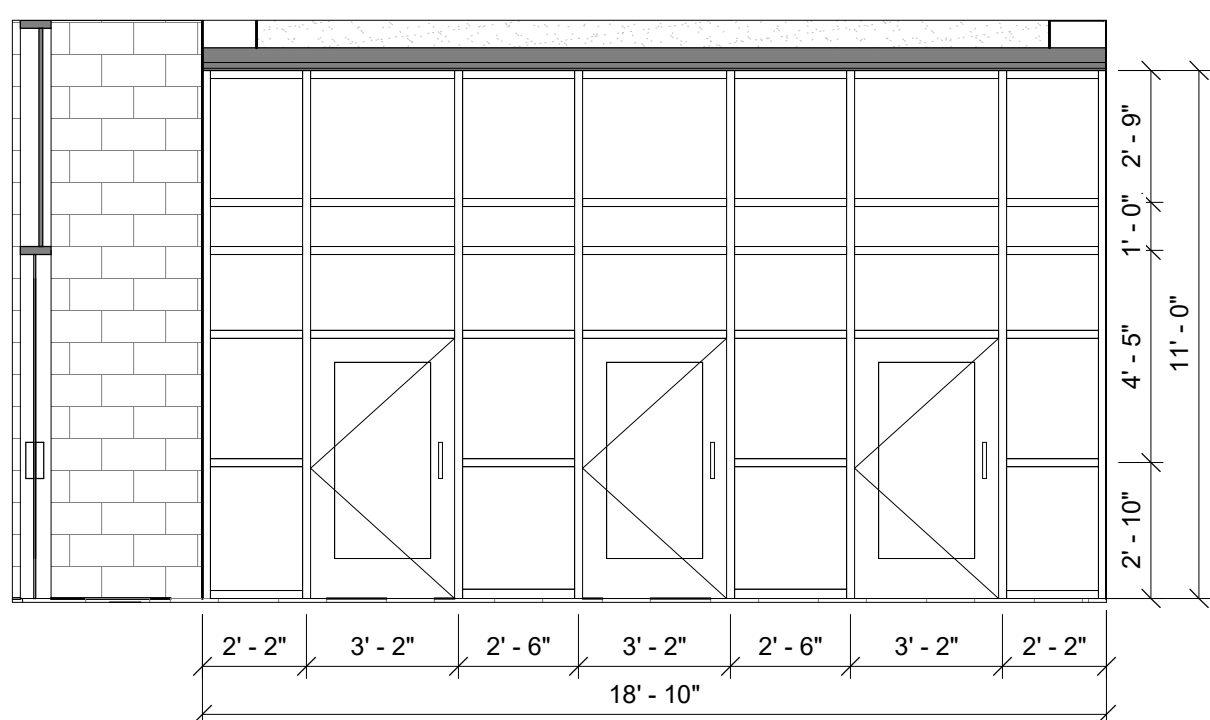 2' - 9"
1' - 0"
4' - 5"
2' - 10"
11' - 0"
2' - 2"
3' - 2"
2' - 6"
3' - 2"
2' - 6"
3' - 2"
2' - 2"
18' - 10"